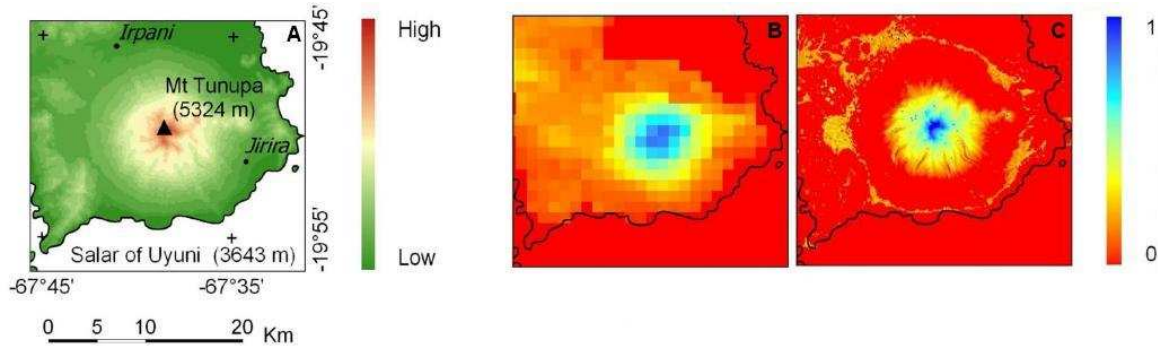 A
Irpani
Mt Tunupa
(5324 m)
Jirira
Salar of Uyuni (3643 m)
-19°45'
-19°55'
-67°45' -67°35'
0 5 10 20 Km
High
Low
B
C
1
0